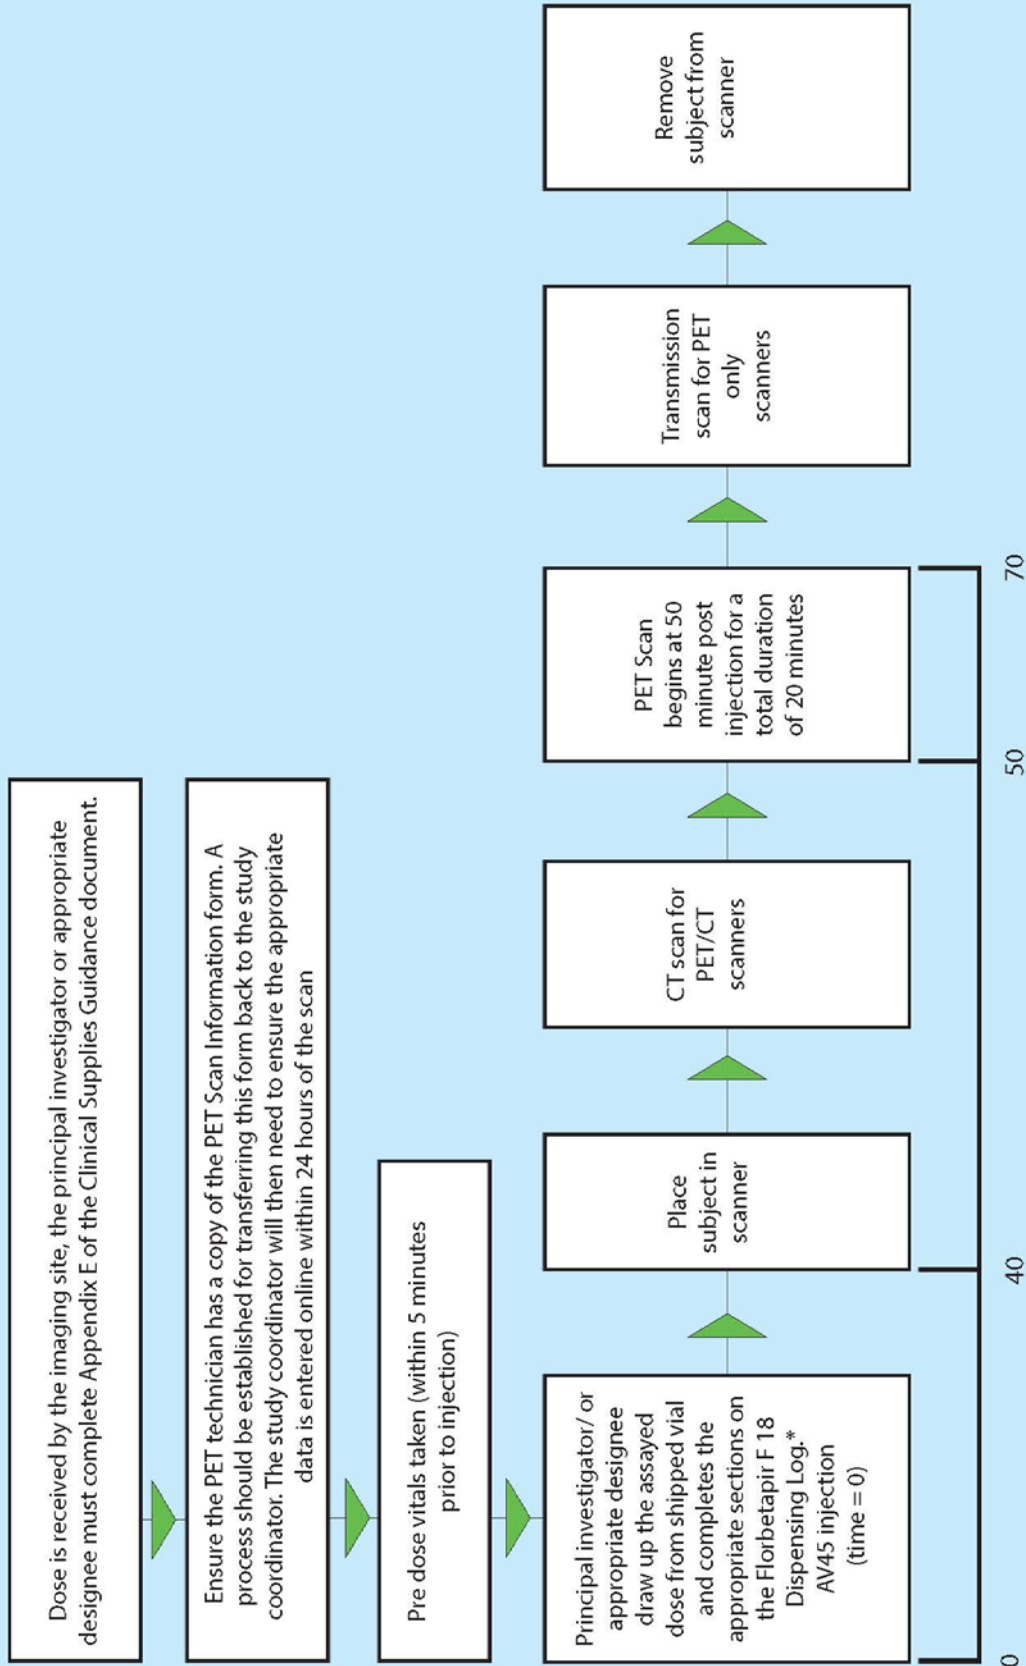 Dose is received by the imaging site, the principal investigator or appropriate
designee must complete Appendix E of the Clinical Supplies Guidance document.
Ensure the PET technician has a copy of the PET Scan Information form. A
process should be established for transferring this form back to the study
coordinator. The study coordinator will then need to ensure the appropriate
data is entered online within 24 hours of the scan
Pre dose vitals taken (within 5 minutes
prior to injection)
Principal investigator/ or
appropriate designee
draw up the assayed
dose from shipped vial
and completes the
appropriate sections on
the Florbetapir F 18
Dispensing Log.*
AV45 injection
(time = 0)
Place
subject in
scanner
CT scan for
PET/CT
scanners
PET Scan
begins at 50
minute post
injection for a
total duration
of 20 minutes
Transmission
scan for PET
only
scanners
Remove
subject from
scanner
0
40
50
70